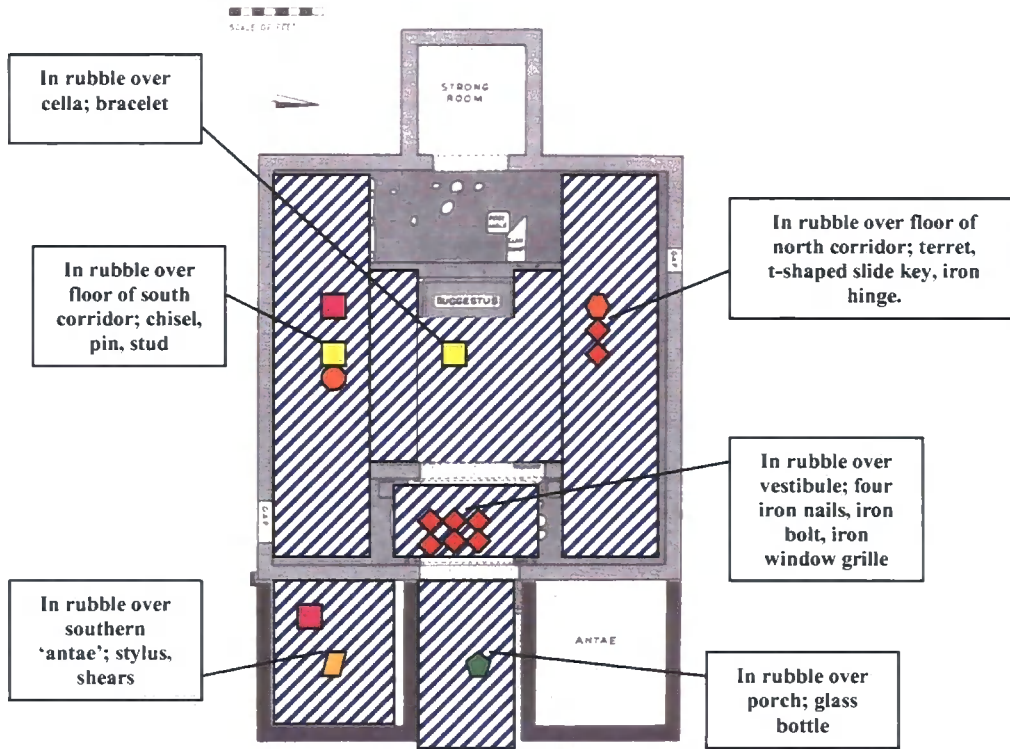 SCALE OF FEET
In rubble over
cella; bracelet
STRONG
ROOM
In rubble over floor of
north corridor; terret,
t-shaped slide key, iron
hinge.
GAP
In rubble over
floor of south
corridor; chisel,
pin, stud
SUGGESTUS
In rubble over
vestibule; four
iron nails, iron
bolt, iron
window grille
GAP
In rubble over
southern
‘antae’; stylus,
shears
ANTAE
In rubble over
porch; glass
bottle